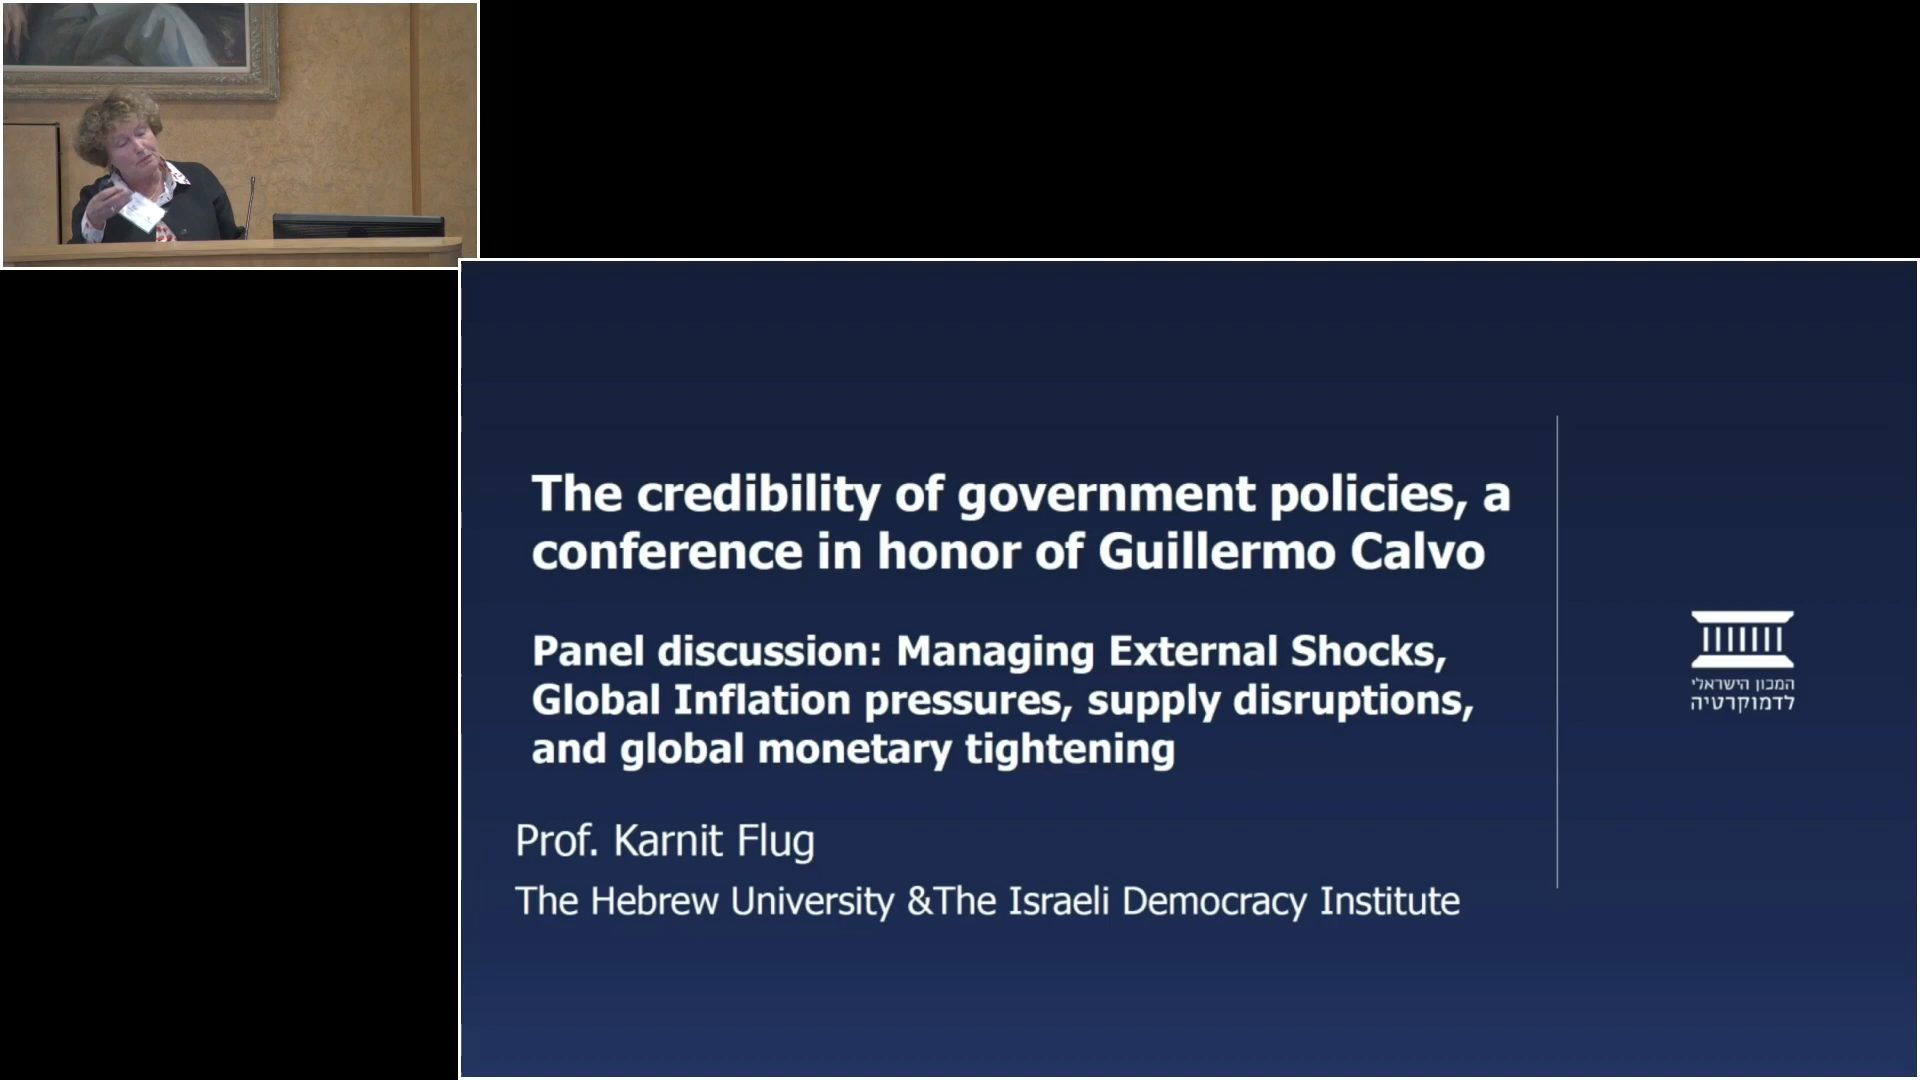 The credibility of government policies, a
conference in honor of Guillermo Calvo
Panel discussion: Managing External Shocks,
Global Inflation pressures, supply disruptions,
and global monetary tightening
Prof. Karnit Flug
The Hebrew University &The Israeli Democracy Institute
המכון הישראלי
לדמוקרטיה